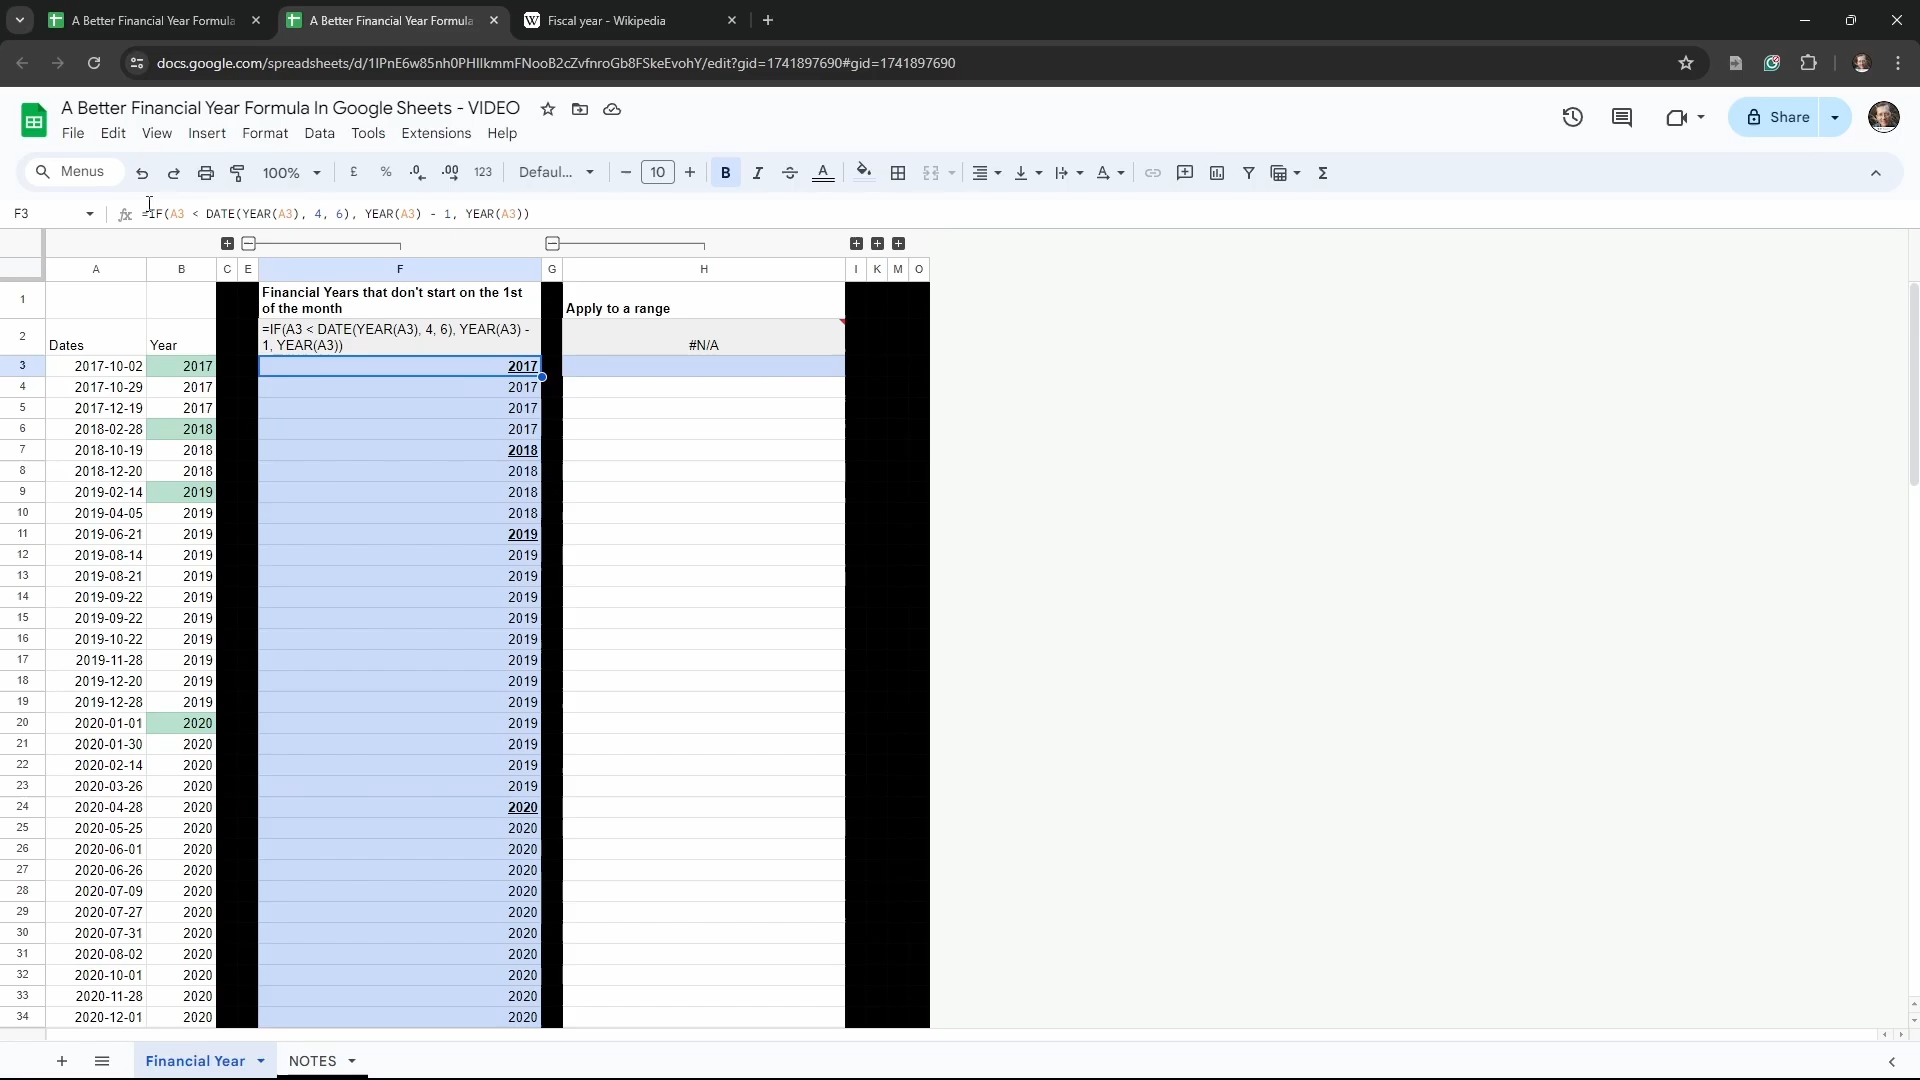 A Better Financial Year Formula
A Better Financial Year Formula
Fiscal year - Wikipedia
docs.google.com/spreadsheets/d/1IPnE6w85nh0PHIlkmmFNooB2cZvfnroGb8FSkeEvohY/edit?gid=1741897690#gid=1741897690
A Better Financial Year Formula In Google Sheets - VIDEO
File Edit View Insert Format Data Tools Extensions Help
Share
Menus 100% £ % .0 .00 123 Defaul... 10 B I A Σ
F3 fx =IF(A3 < DATE(YEAR(A3), 4, 6), YEAR(A3) - 1, YEAR(A3))
A B C E F G H I K M O
1 Financial Years that don't start on the 1st
of the month Apply to a range
=IF(A3 < DATE(YEAR(A3), 4, 6), YEAR(A3) -
2 Dates Year 1, YEAR(A3)) #N/A
3 2017-10-02 2017 2017
4 2017-10-29 2017 2017
5 2017-12-19 2017 2017
6 2018-02-28 2018 2017
7 2018-10-19 2018 2018
8 2018-12-20 2018 2018
9 2019-02-14 2019 2018
10 2019-04-05 2019 2018
11 2019-06-21 2019 2019
12 2019-08-14 2019 2019
13 2019-08-21 2019 2019
14 2019-09-22 2019 2019
15 2019-09-22 2019 2019
16 2019-10-22 2019 2019
17 2019-11-28 2019 2019
18 2019-12-20 2019 2019
19 2019-12-28 2019 2019
20 2020-01-01 2020 2019
21 2020-01-30 2020 2019
22 2020-02-14 2020 2019
23 2020-03-26 2020 2019
24 2020-04-28 2020 2020
25 2020-05-25 2020 2020
26 2020-06-01 2020 2020
27 2020-06-26 2020 2020
28 2020-07-09 2020 2020
29 2020-07-27 2020 2020
30 2020-07-31 2020 2020
31 2020-08-02 2020 2020
32 2020-10-01 2020 2020
33 2020-11-28 2020 2020
34 2020-12-01 2020 2020
Financial Year NOTES